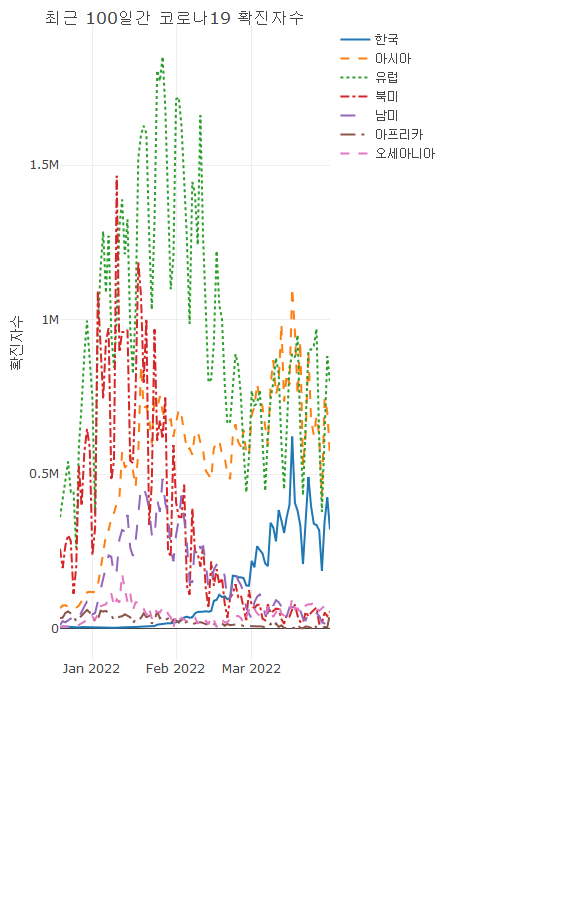 최근 100일간 코로나19 확진자수
한국
아시아
유럽
북미
남미
아프리카
오세아니아
확진자수
1.5M
1M
0.5M
0
Jan 2022
Feb 2022
Mar 2022